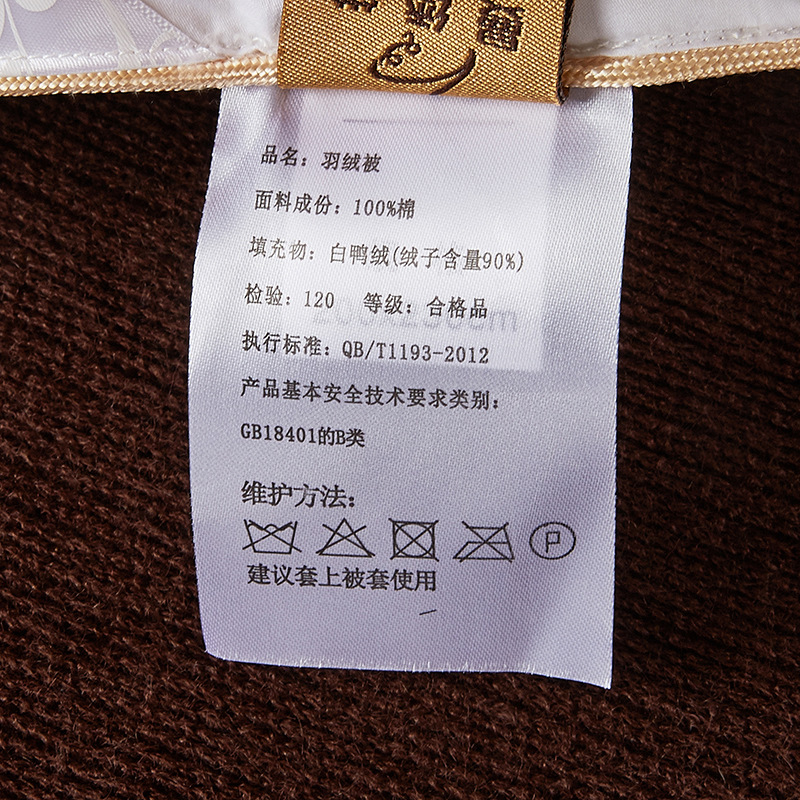 品名：羽绒被
面料成份：100%棉
填充物：白鸭绒(绒子含量90%)
检验：120 等级：合格品
执行标准：QB/T1193-2012
产品基本安全技术要求类别：
GB18401的B类
维护方法：
P
建议套上被套使用